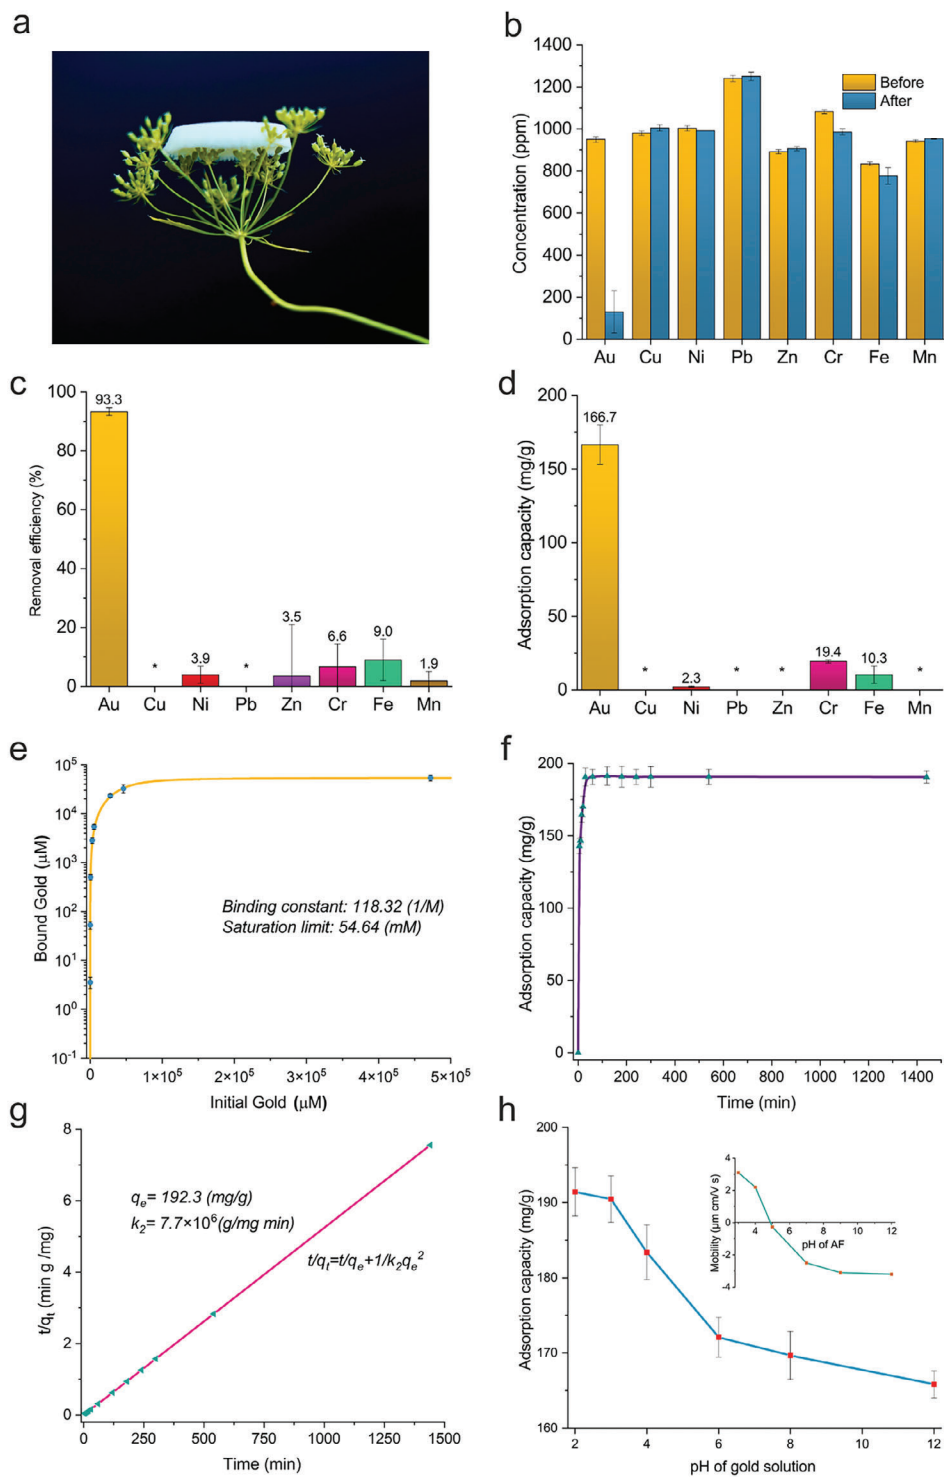 a
b
1400
1200
1000
800
600
400
200
0
Concentration (ppm)
Before
After
Au Cu Ni Pb Zn Cr Fe Mn
c
100
80
60
40
20
0
Removal efficiency (%)
93.3
*
3.9
*
3.5
6.6
9.0
1.9
Au Cu Ni Pb Zn Cr Fe Mn
d
200
150
100
50
0
Adsorption capacity (mg/g)
166.7
*
2.3
*
*
19.4
10.3
*
Au Cu Ni Pb Zn Cr Fe Mn
e
10⁵
10⁴
10³
10²
10¹
10⁰
10⁻¹
Bound Gold (μM)
Binding constant: 118.32 (1/M)
Saturation limit: 54.64 (mM)
0 1×10⁵ 2×10⁵ 3×10⁵ 4×10⁵ 5×10⁵
Initial Gold (μM)
f
200
150
100
50
0
Adsorption capacity (mg/g)
0 200 400 600 800 1000 1200 1400
Time (min)
g
8
6
4
2
0
t/qₜ (min g /mg)
qₑ= 192.3 (mg/g)
k₂= 7.7×10⁶(g/mg min)
t/qₜ=t/qₑ+1/k₂qₑ²
0 250 500 750 1000 1250 1500
Time (min)
h
200
190
180
170
160
Adsorption capacity (mg/g)
4
2
0
-2
-4
Mobility (μm cm/V s)
4 6 8 10 12
pH of AF
2 4 6 8 10 12
pH of gold solution